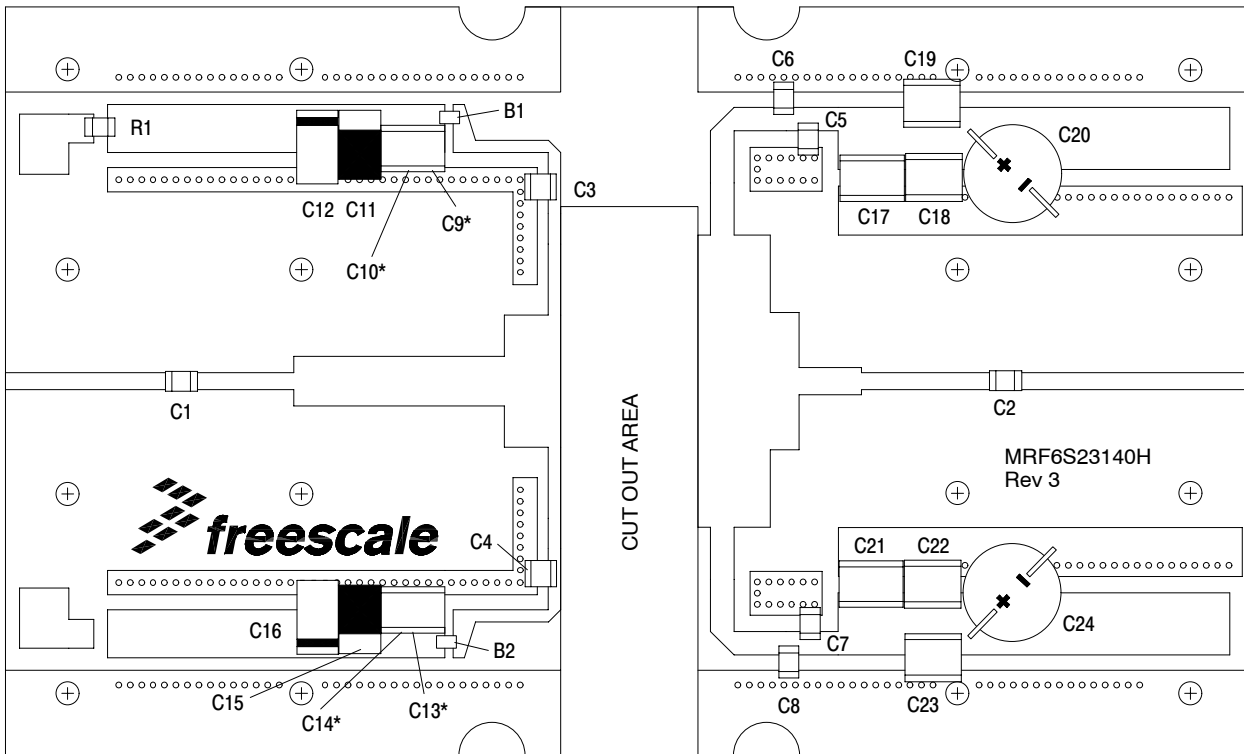 C6
C19
R1
B1
C5
C20
C3
C12
C11
C9*
C17
C18
C10*
C1
C2
CUT OUT AREA
MRF6S23140H
Rev 3
freescale
C4
C21
C22
C16
C24
B2
C7
C15
C14*
C13*
C8
C23